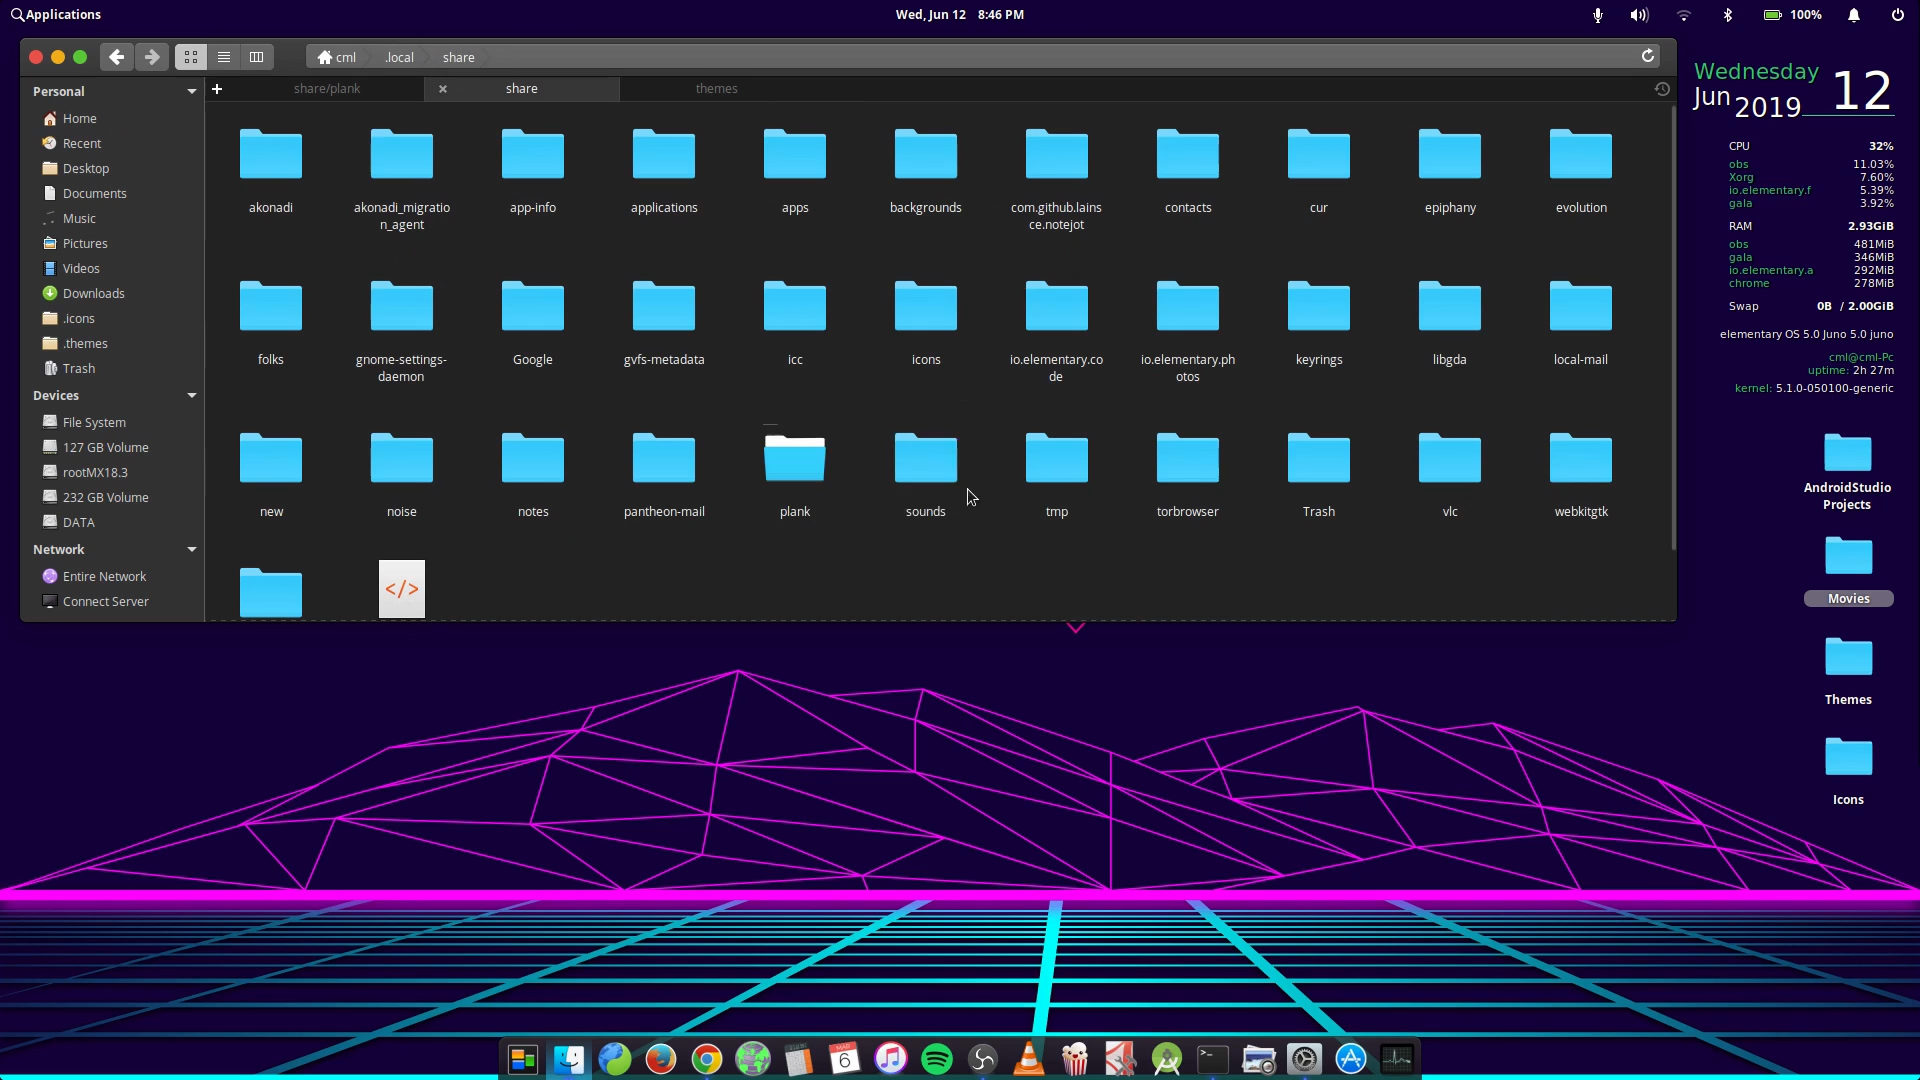 Applications
Wed, Jun 12 8:46 PM
100%
cml
.local
share
share/plank
share
themes
Personal
Home
Recent
Desktop
Documents
Music
Pictures
Videos
Downloads
.icons
.themes
Trash
Devices
File System
127 GB Volume
rootMX18.3
232 GB Volume
DATA
Network
Entire Network
Connect Server
akonadi
akonadi_migratio
n_agent
app-info
applications
apps
backgrounds
com.github.lains
ce.notejot
contacts
cur
epiphany
evolution
folks
gnome-settings-
daemon
Google
gvfs-metadata
icc
icons
io.elementary.co
de
io.elementary.ph
otos
keyrings
libgda
local-mail
new
noise
notes
pantheon-mail
plank
sounds
tmp
torbrowser
Trash
vlc
webkitgtk
</>
Wednesday
Jun 2019 12
CPU 32%
obs 11.03%
Xorg 7.60%
io.elementary.f 5.39%
gala 3.92%
RAM 2.93GiB
obs 481MiB
gala 346MiB
io.elementary.a 292MiB
chrome 278MiB
Swap 0B / 2.00GiB
elementary OS 5.0 Juno 5.0 juno
cml@cml-Pc
uptime: 2h 27m
kernel: 5.1.0-050100-generic
AndroidStudio
Projects
Movies
Themes
Icons
6